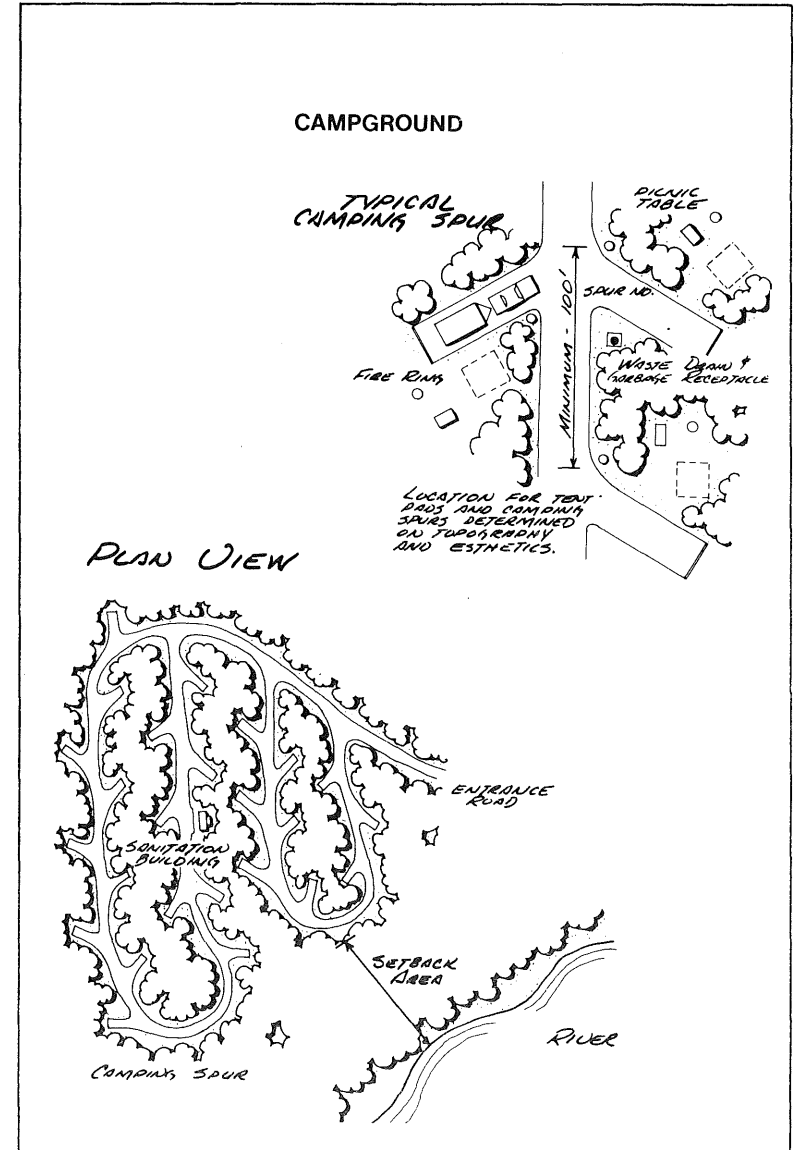 CAMPGROUND
TYPICAL
CAMPING SPUR
PICNIC
TABLE
SPUR NO.
MINIMUM - 100'
FIRE RING
WASTE DRAIN &
GARBAGE RECEPTACLE
LOCATION FOR TENT
PADS AND CAMPING
SPURS DETERMINED
ON TOPOGRAPHY
AND ESTHETICS.
PLAN VIEW
ENTRANCE
ROAD
SANITATION
BUILDING
SETBACK
AREA
RIVER
CAMPING SPUR